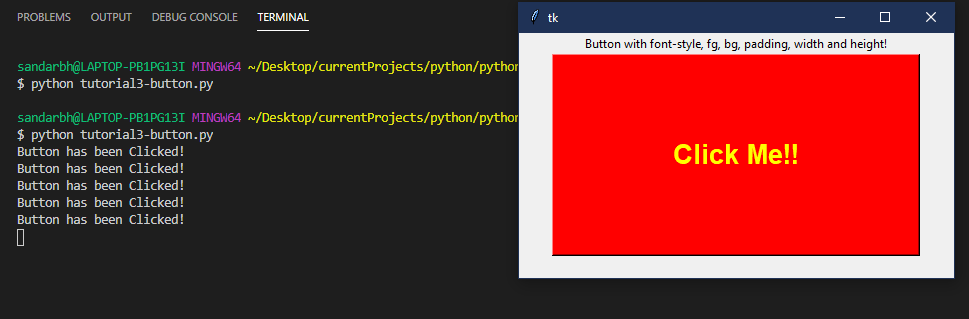 PROBLEMS OUTPUT DEBUG CONSOLE TERMINAL
sandarbh@LAPTOP-PB1PG13I MINGW64 ~/Desktop/currentProjects/python/python
$ python tutorial3-button.py
sandarbh@LAPTOP-PB1PG13I MINGW64 ~/Desktop/currentProjects/python/python
$ python tutorial3-button.py
Button has been Clicked!
Button has been Clicked!
Button has been Clicked!
Button has been Clicked!
Button has been Clicked!
tk
Button with font-style, fg, bg, padding, width and height!
Click Me!!